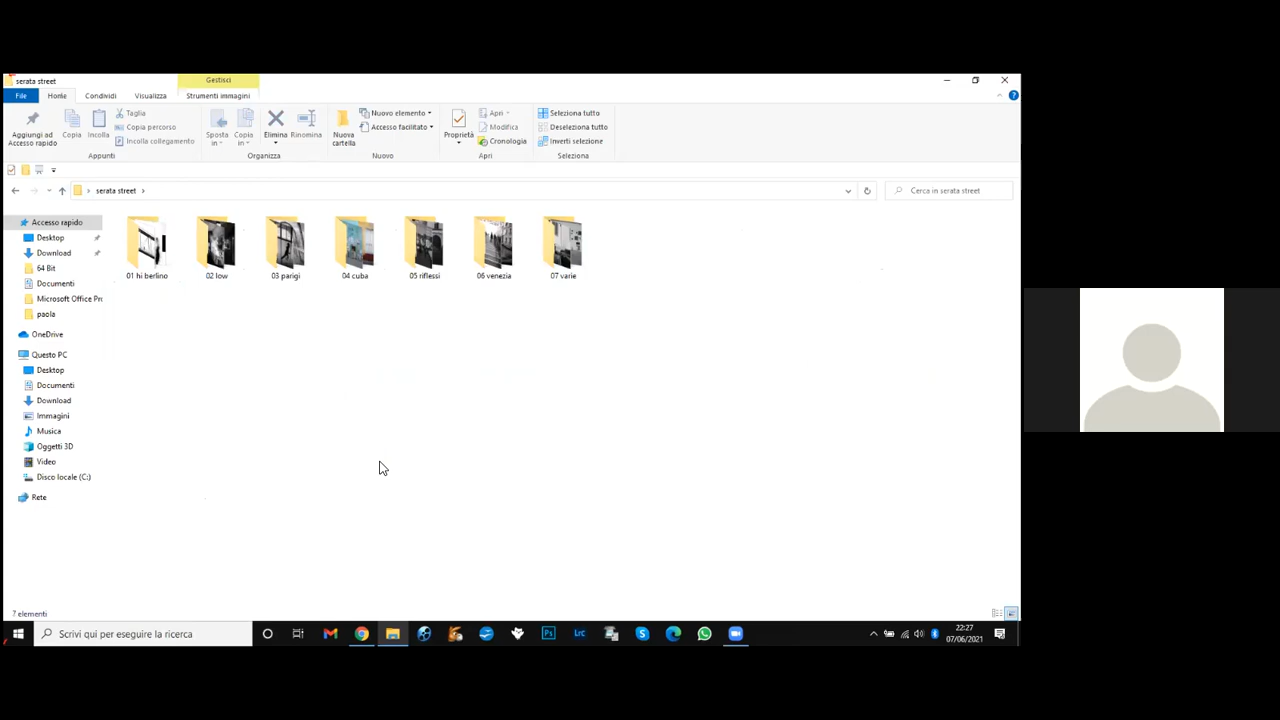 serata street
Gestisci
File
Home
Condividi
Visualizza
Strumenti immagini
Aggiungi ad
Accesso rapido
Copia
Incolla
Taglia
Copia percorso
Incolla collegamento
Appunti
Sposta
in
Copia
in
Elimina
Rinomina
Organizza
Nuova
cartella
Nuovo elemento
Accesso facilitato
Nuovo
Proprietà
Apri
Modifica
Cronologia
Apri
Seleziona tutto
Deseleziona tutto
Inverti selezione
Seleziona
serata street
Cerca in serata street
Accesso rapido
Desktop
Download
64 Bit
Documenti
Microsoft Office Pro
paola
OneDrive
Questo PC
Desktop
Documenti
Download
Immagini
Musica
Oggetti 3D
Video
Disco locale (C:)
Rete
01 hi berlino
02 low
03 parigi
04 cuba
05 riflessi
06 venezia
07 varie
7 elementi
Scrivi qui per eseguire la ricerca
Ps
Lrc
22:27
07/06/2021